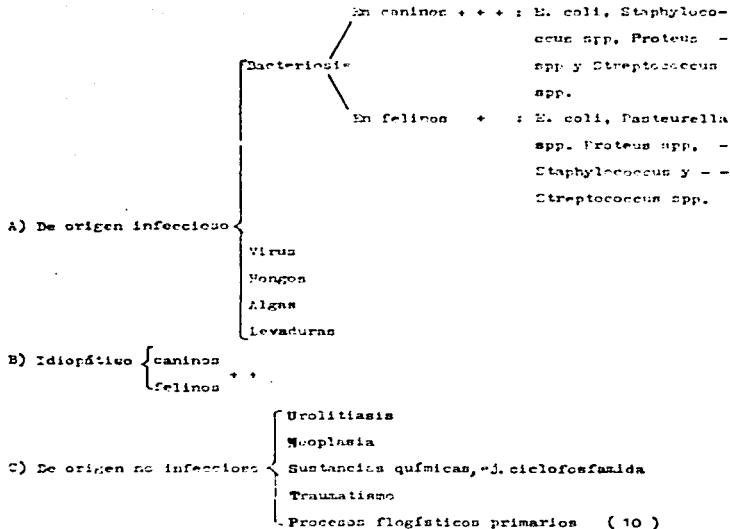 En caninos + + + : E. coli, Staphyloco-
ccus spp, Proteus -
Bacteriosis spp y Streptococcus
spp.
En felinos + : E. coli, Pasteurella
spp. Proteus spp, -
Staphylococcus y - -
Streptococcus spp.
A) De origen infeccioso
Virus
Hongos
Algas
Levaduras
B) Idiopático caninos
felinos + +
Urolitiasis
Neoplasia
C) De origen no infeccioso Sustancias químicas, ej. ciclofosfamida
Traumatismo
Procesos flogísticos primarios (10)